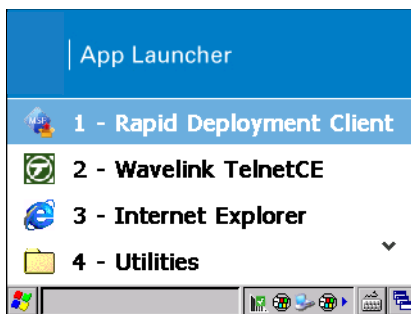 App Launcher
1 - Rapid Deployment Client
2 - Wavelink TelnetCE
3 - Internet Explorer
4 - Utilities